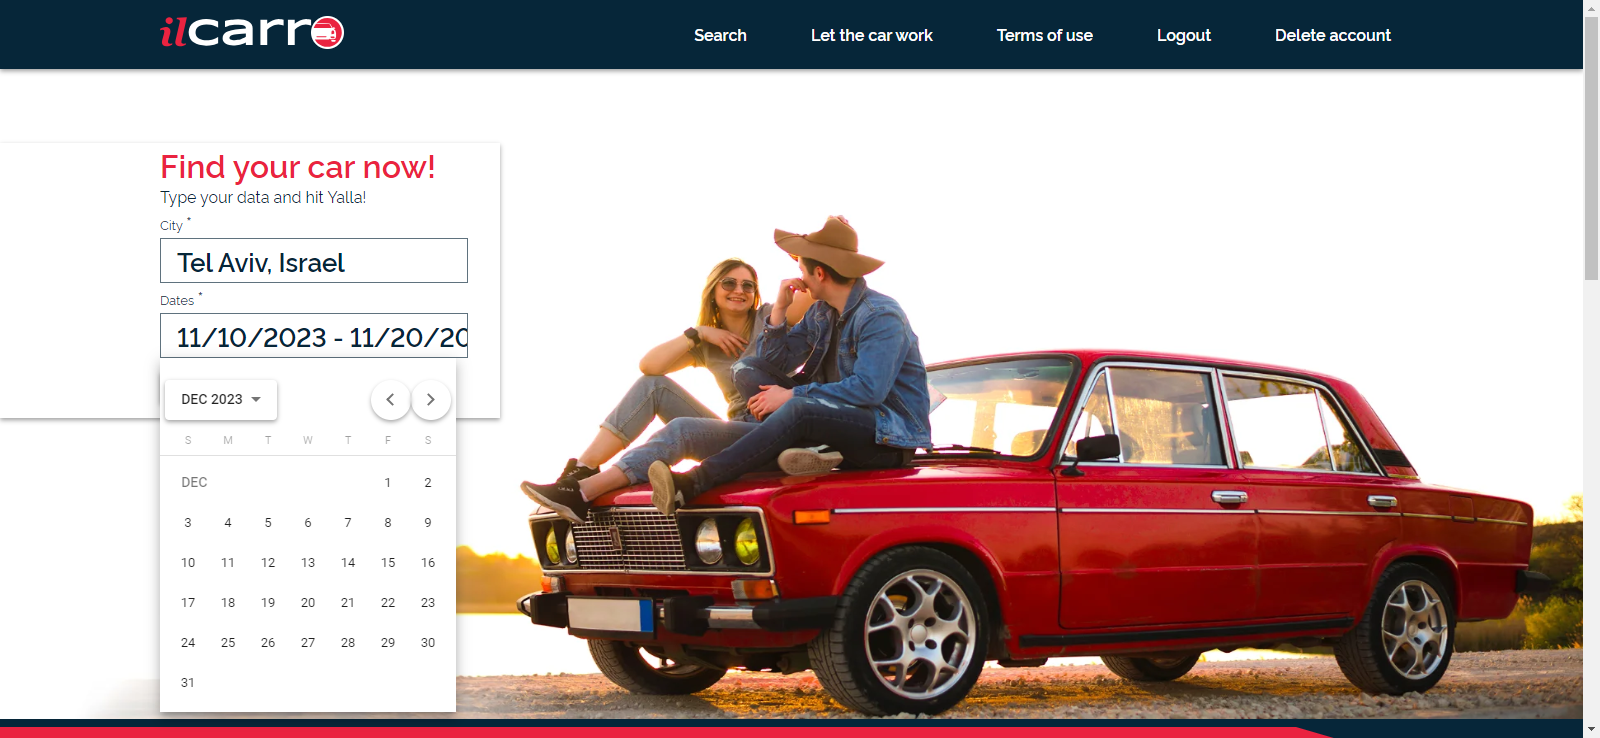 ilcarro
Search
Let the car work
Terms of use
Logout
Delete account
Find your car now!
Type your data and hit Yalla!
City *
Tel Aviv, Israel
Dates *
11/10/2023 - 11/20/20
DEC 2023
S M T W T F S
DEC 1 2
3 4 5 6 7 8 9
10 11 12 13 14 15 16
17 18 19 20 21 22 23
24 25 26 27 28 29 30
31